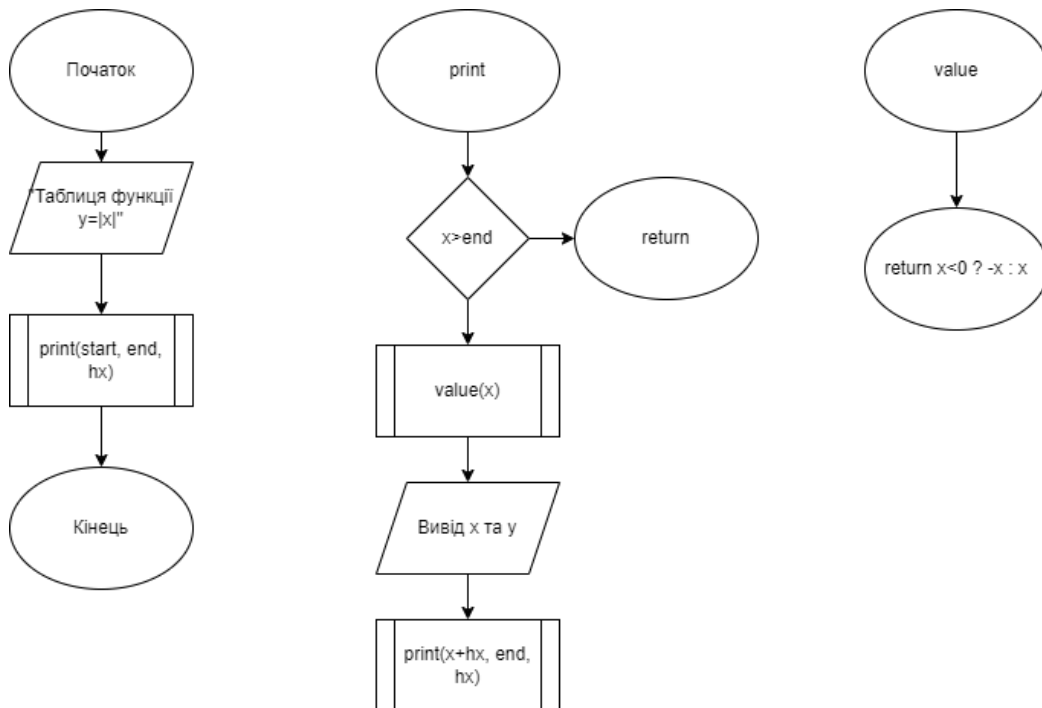 Початок
"Таблиця функції
y=|x|"
print(start, end,
hx)
Кінець
print
x>end
return
value(x)
Вивід x та y
print(x+hx, end,
hx)
value
return x<0 ? -x : x